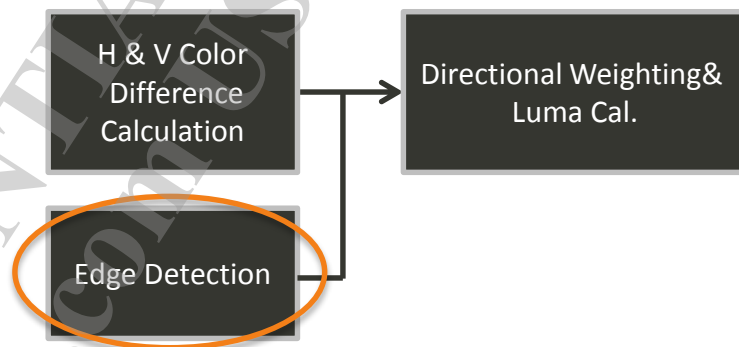 H & V Color
Difference
Calculation
Directional Weighting&
Luma Cal.
Edge Detection